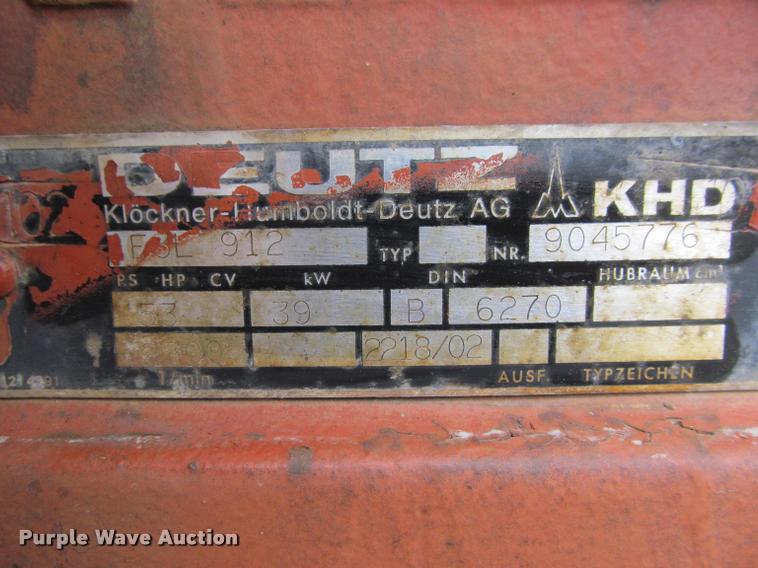 DEUTZ
Klöckner-Humboldt-Deutz AG KHD
F3L 912 TYP NR. 9045776
PS HP CV kW DIN HUBRAUM cm³
53 39 B 6270
2218/02
1/min AUSF. TYPZEICHEN
Purple Wave Auction